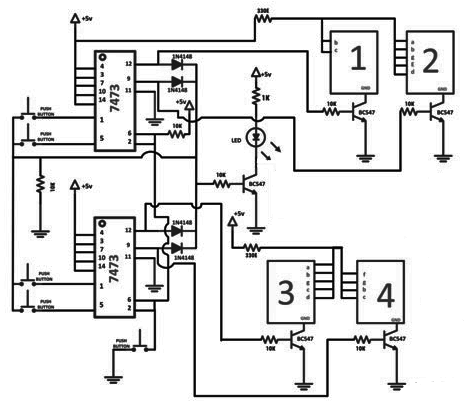 330E
+5v
b
c
1
GND
a
b
g
E
d
2
GND
4
3
7
10
14
1
5
7473
12
9
11
6
2
1N4148
1N4148
+5v
10K
+5v
1K
LED
10K
BC547
10K
BC547
10K
BC547
PUSH
BUTTON
PUSH
BUTTON
10K
+5v
4
3
7
10
14
1
5
7473
12
9
11
6
2
1N4148
1N4148
+5v
330E
a
b
g
c
d
3
GND
f
g
b
c
4
GND
10K
BC547
10K
BC547
PUSH
BUTTON
PUSH
BUTTON
PUSH
BUTTON